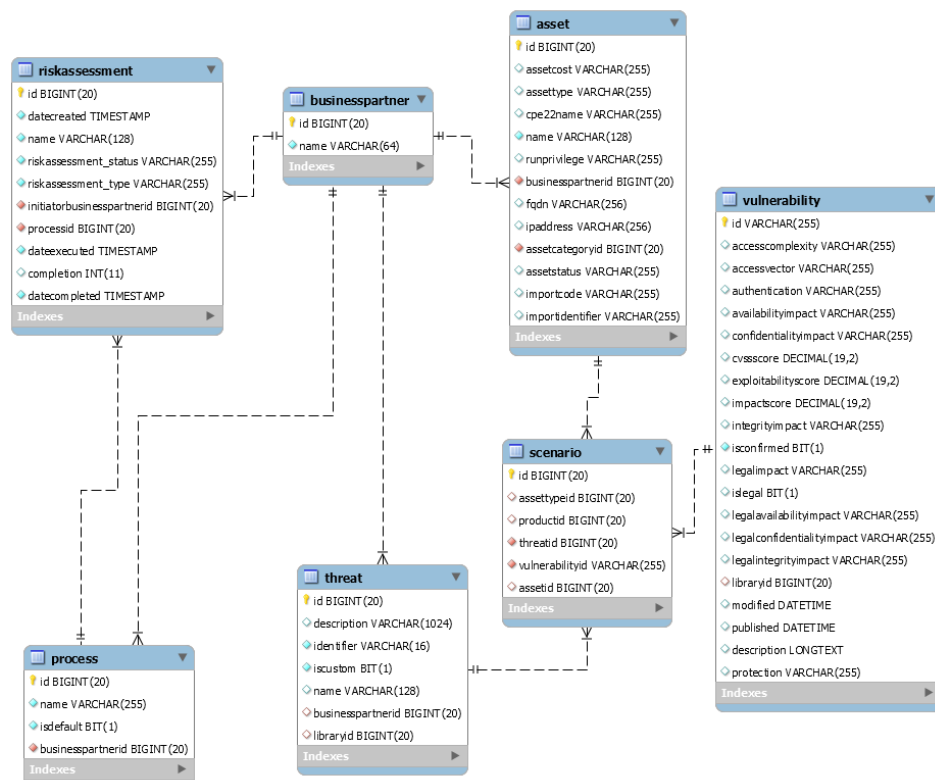 riskassessment
id BIGINT(20)
datecreated TIMESTAMP
name VARCHAR(128)
riskassessment_status VARCHAR(255)
riskassessment_type VARCHAR(255)
initiatorbusinesspartnerid BIGINT(20)
processid BIGINT(20)
dateexecuted TIMESTAMP
completion INT(11)
datecompleted TIMESTAMP
Indexes
businesspartner
id BIGINT(20)
name VARCHAR(64)
Indexes
asset
id BIGINT(20)
assetcost VARCHAR(255)
assettype VARCHAR(255)
cpe22name VARCHAR(255)
name VARCHAR(128)
runprivilege VARCHAR(255)
businesspartnerid BIGINT(20)
fqdn VARCHAR(256)
ipaddress VARCHAR(256)
assetcategoryid BIGINT(20)
assetstatus VARCHAR(255)
importcode VARCHAR(255)
importidentifier VARCHAR(255)
Indexes
vulnerability
id VARCHAR(255)
accesscomplexity VARCHAR(255)
accessvector VARCHAR(255)
authentication VARCHAR(255)
availabilityimpact VARCHAR(255)
confidentialityimpact VARCHAR(255)
cvssscore DECIMAL(19,2)
exploitabilityscore DECIMAL(19,2)
impactscore DECIMAL(19,2)
integrityimpact VARCHAR(255)
isconfirmed BIT(1)
legalimpact VARCHAR(255)
islegal BIT(1)
legalavailabilityimpact VARCHAR(255)
legalconfidentialityimpact VARCHAR(255)
legalintegrityimpact VARCHAR(255)
libraryid BIGINT(20)
modified DATETIME
published DATETIME
description LONGTEXT
protection VARCHAR(255)
Indexes
scenario
id BIGINT(20)
assettypeid BIGINT(20)
productid BIGINT(20)
threatid BIGINT(20)
vulnerabilityid VARCHAR(255)
assetid BIGINT(20)
Indexes
threat
id BIGINT(20)
description VARCHAR(1024)
identifier VARCHAR(16)
iscustom BIT(1)
name VARCHAR(128)
businesspartnerid BIGINT(20)
libraryid BIGINT(20)
Indexes
process
id BIGINT(20)
name VARCHAR(255)
isdefault BIT(1)
businesspartnerid BIGINT(20)
Indexes